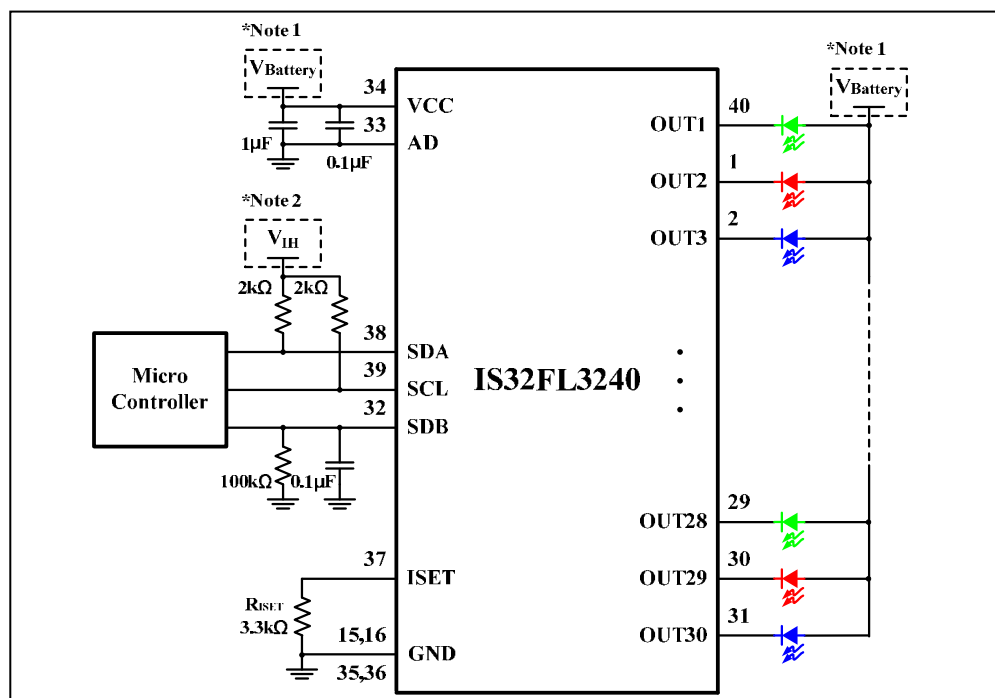 *Note 1
VBattery
34
VCC
33
AD
1µF
0.1µF
*Note 2
VIH
2kΩ
2kΩ
Micro
Controller
38
SDA
39
SCL
32
SDB
100kΩ
0.1µF
37
ISET
RISET
3.3kΩ
15,16
GND
35,36
IS32FL3240
*Note 1
VBattery
OUT1
40
OUT2
1
OUT3
2
OUT28
29
OUT29
30
OUT30
31